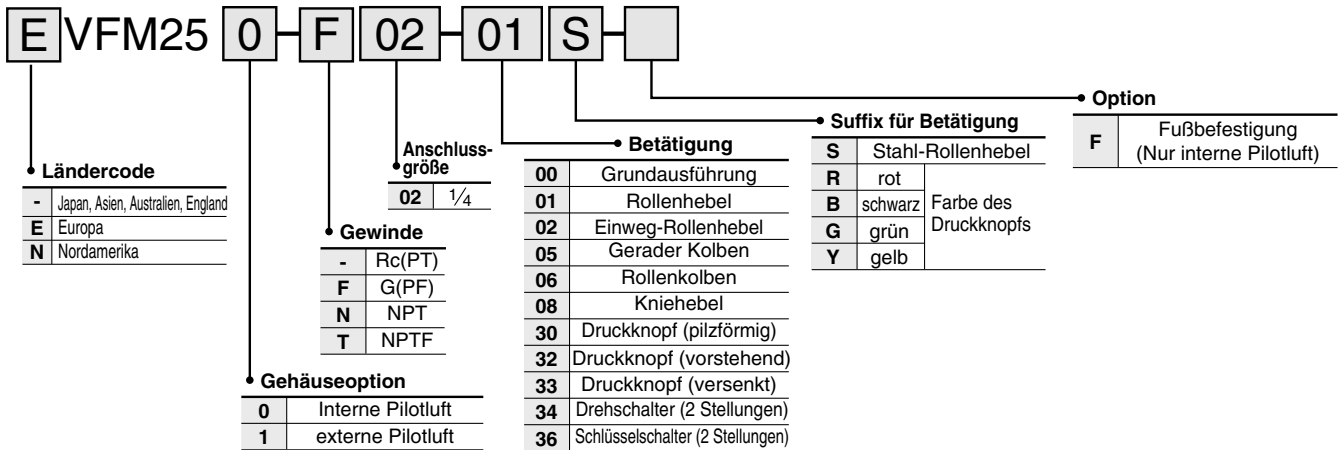 E VFM25 0 - F 02 - 01 S -
Ländercode
- Japan, Asien, Australien, England
E Europa
N Nordamerika
Gehäuseoption
0 Interne Pilotluft
1 externe Pilotluft
Gewinde
- Rc(PT)
F G(PF)
N NPT
T NPTF
Anschluss-
größe
02 1/4
Betätigung
00 Grundausführung
01 Rollenhebel
02 Einweg-Rollenhebel
05 Gerader Kolben
06 Rollenkolben
08 Kniehebel
30 Druckknopf (pilzförmig)
32 Druckknopf (vorstehend)
33 Druckknopf (versenkt)
34 Drehschalter (2 Stellungen)
36 Schlüsselschalter (2 Stellungen)
Suffix für Betätigung
S Stahl-Rollenhebel
R rot
B schwarz
G grün
Y gelb
Farbe des
Druckknopfs
Option
F Fußbefestigung
(Nur interne Pilotluft)